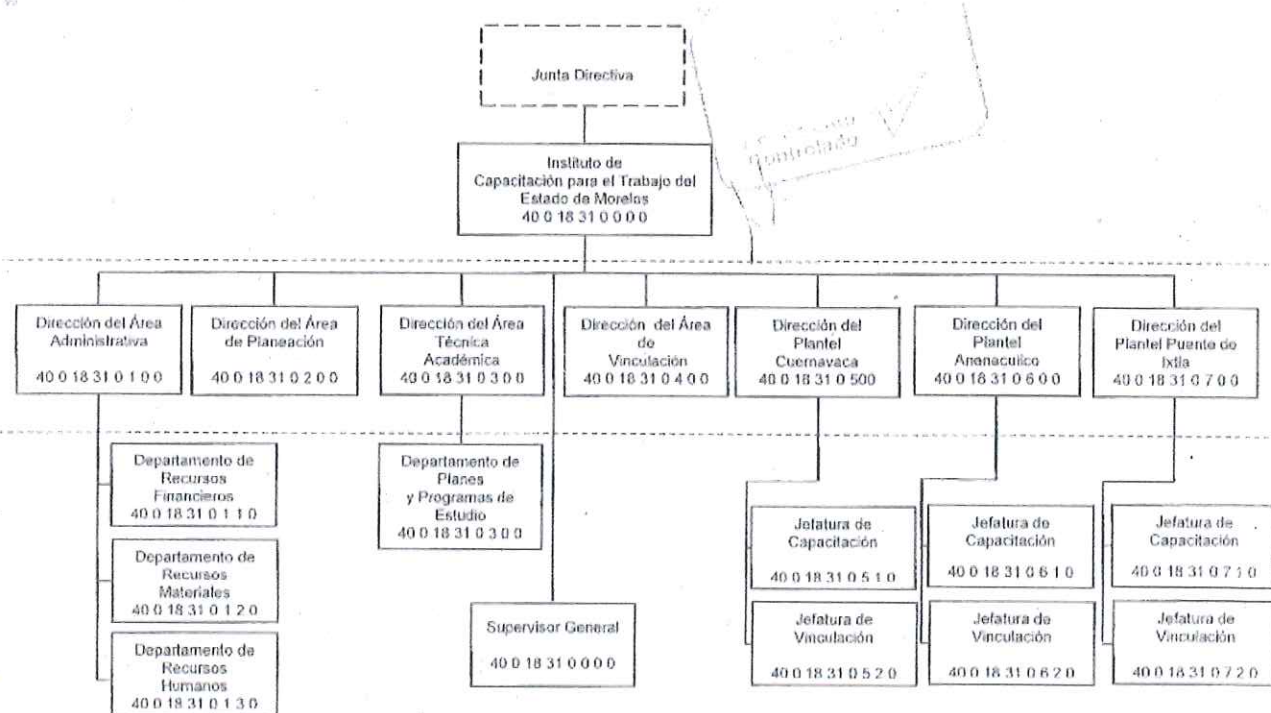 Junta Directiva
Instituto de
Capacitación para el Trabajo del
Estado de Morelos
40 0 18 31 0 0 0 0
Dirección del Área
Administrativa
40 0 18 31 0 1 0 0
Dirección del Área
de Planeación
40 0 18 31 0 2 0 0
Dirección del Área
Técnica
Académica
40 0 18 31 0 3 0 0
Dirección del Área
de
Vinculación
40 0 18 31 0 4 0 0
Dirección del
Plantel
Cuernavaca
40 0 18 31 0 500
Dirección del
Plantel
40 0 18 31 0 6 0 0
Dirección del
Plantel Puente de
Ixtla
40 0 18 31 0 7 0 0
Departamento de
Recursos
Financieros
40 0 18 31 0 1 1 0
Departamento de
Recursos
Materiales
40 0 18 31 0 1 2 0
Departamento de
Recursos
Humanos
40 0 18 31 0 1 3 0
Departamento de
Planes
y Programas de
Estudio
40 0 18 31 0 3 0 0
Supervisor General
40 0 18 31 0 0 0 0
Jefatura de
Capacitación
40 0 18 31 0 5 1 0
Jefatura de
Vinculación
40 0 18 31 0 5 2 0
Jefatura de
Capacitación
40 0 18 31 0 6 1 0
Jefatura de
Vinculación
40 0 18 31 0 6 2 0
Jefatura de
Capacitación
40 0 18 31 0 7 1 0
Jefatura de
Vinculación
40 0 18 31 0 7 2 0